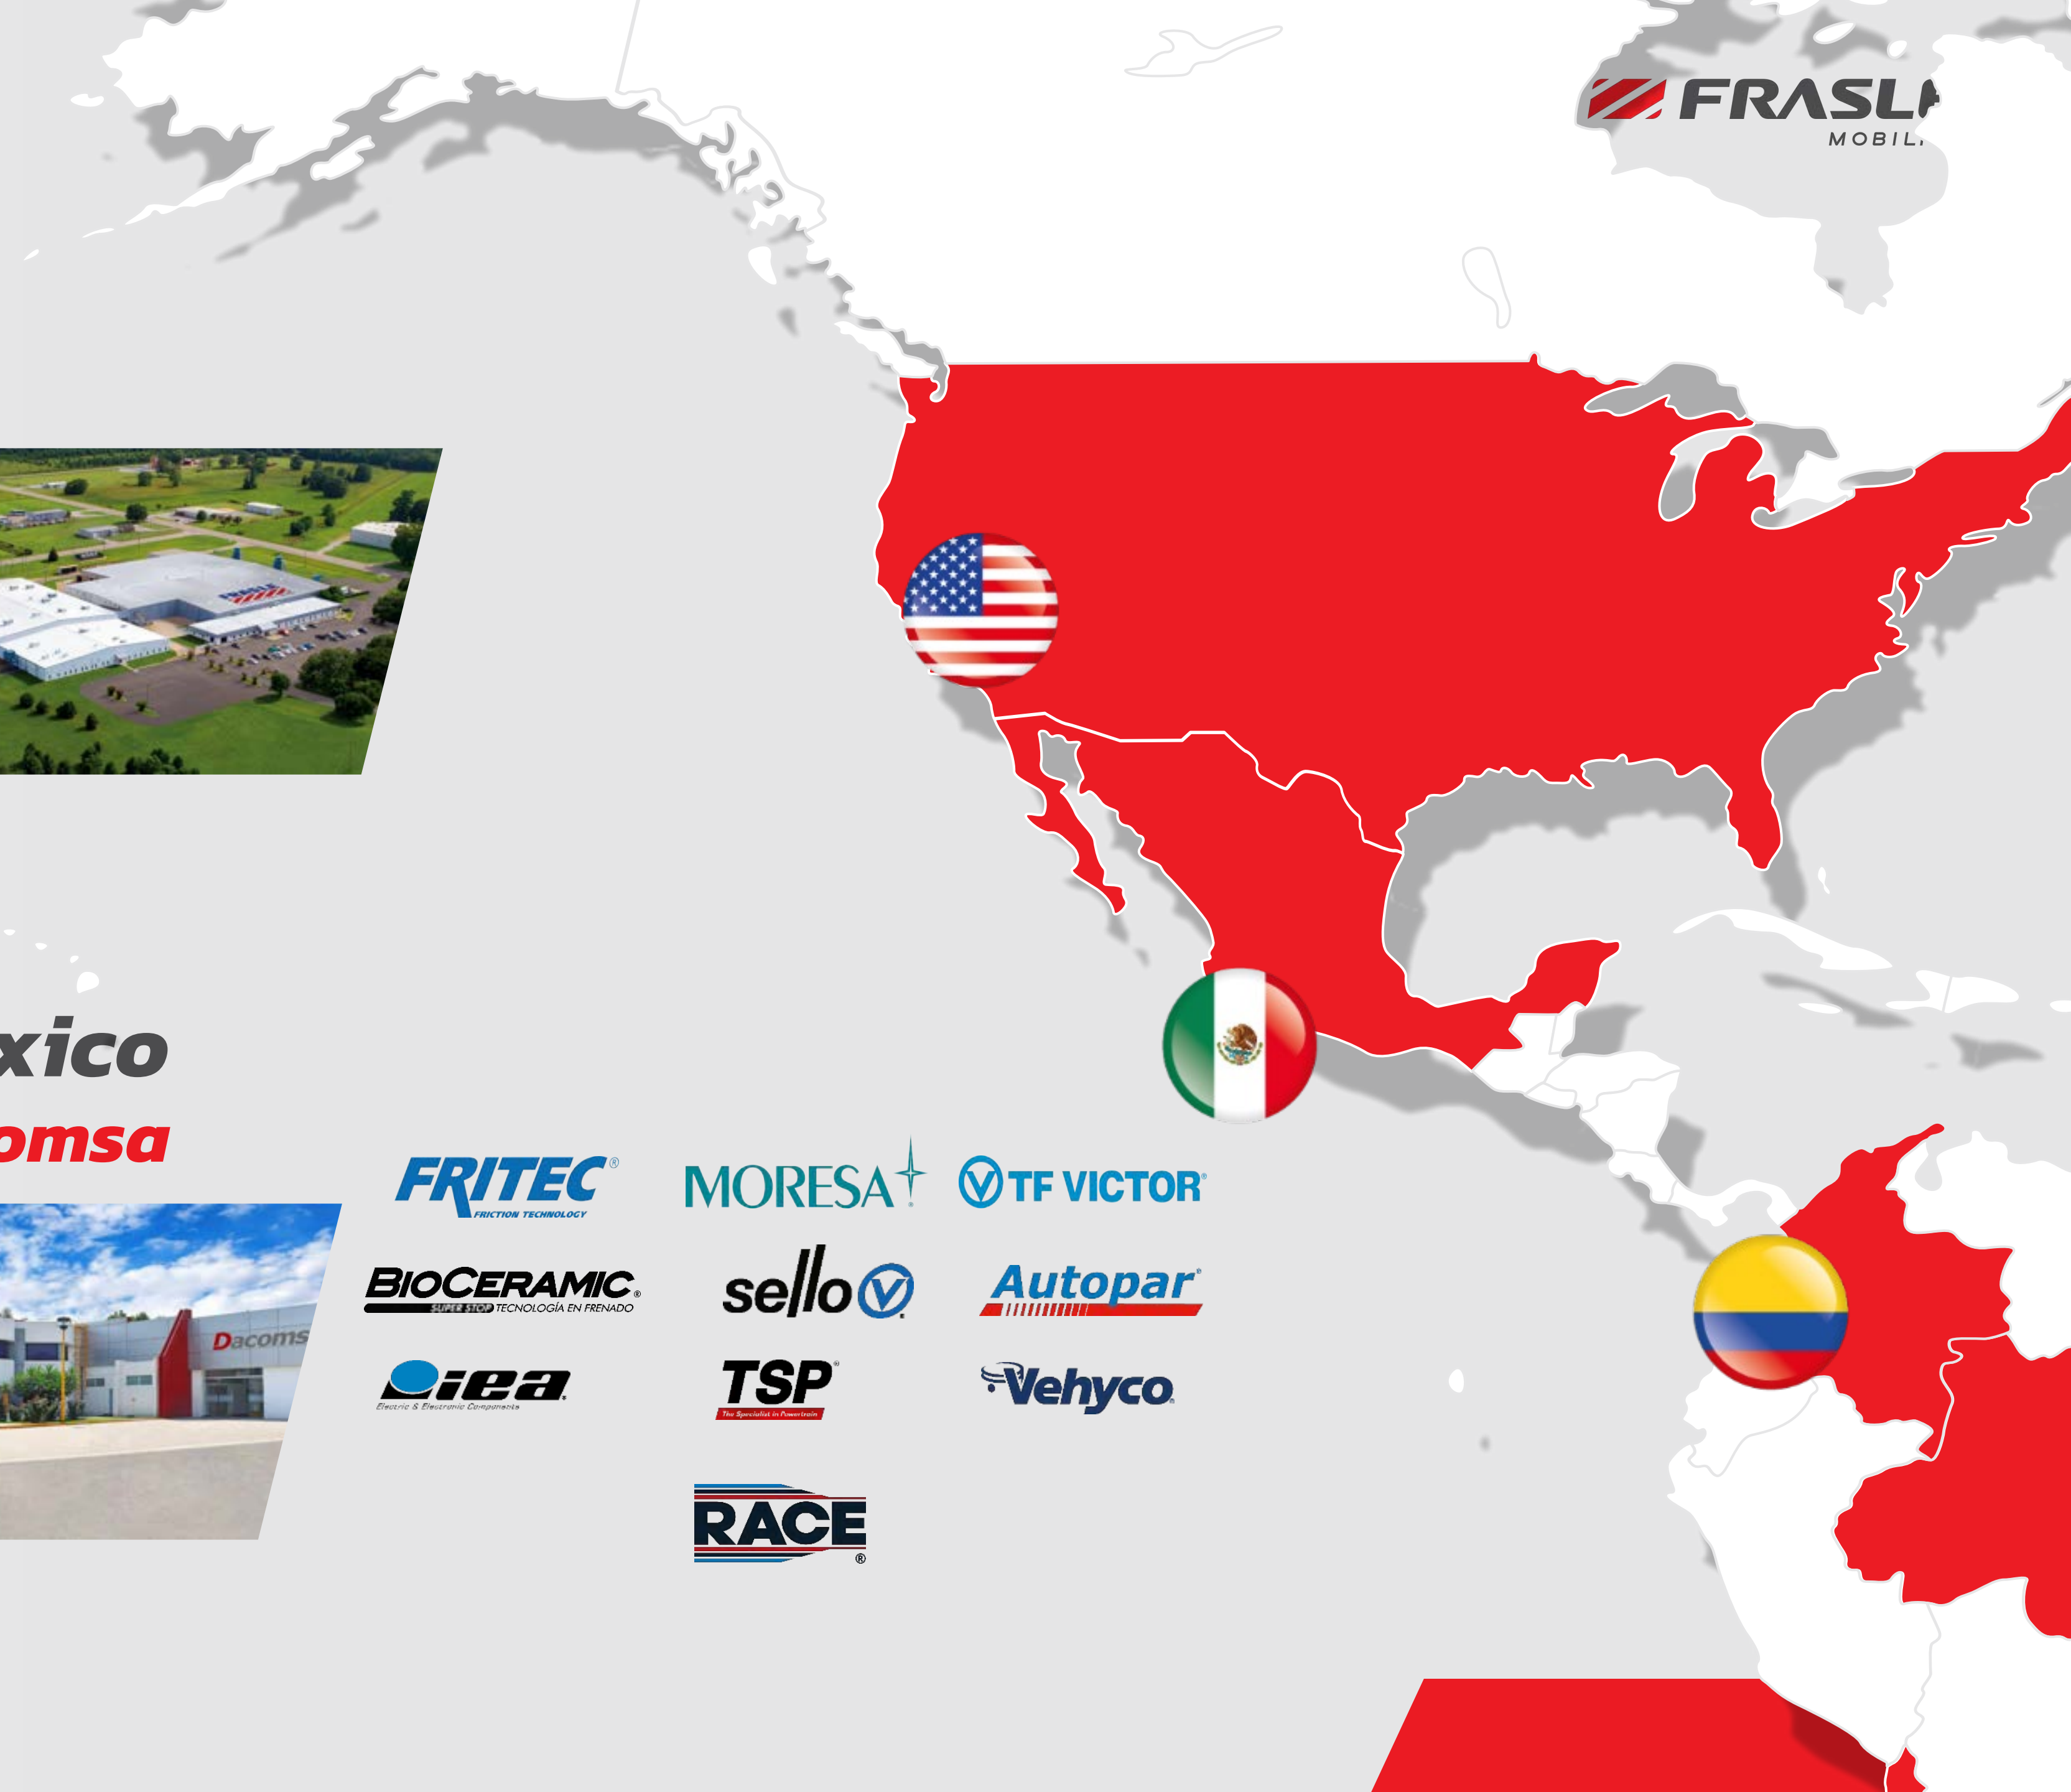 FRASL
MOBIL
FRASLE
xico
omsa
FRITEC®
FRICTION TECHNOLOGY
MORESA®
TF VICTOR®
BIOCERAMIC®
SUPER STOP TECNOLOGÍA EN FRENADO
sello V®
Autopar®
Dacoms
iea®
Electric & Electronic Components
TSP®
The Specialist in Powertrain
Vehyco®
RACE®